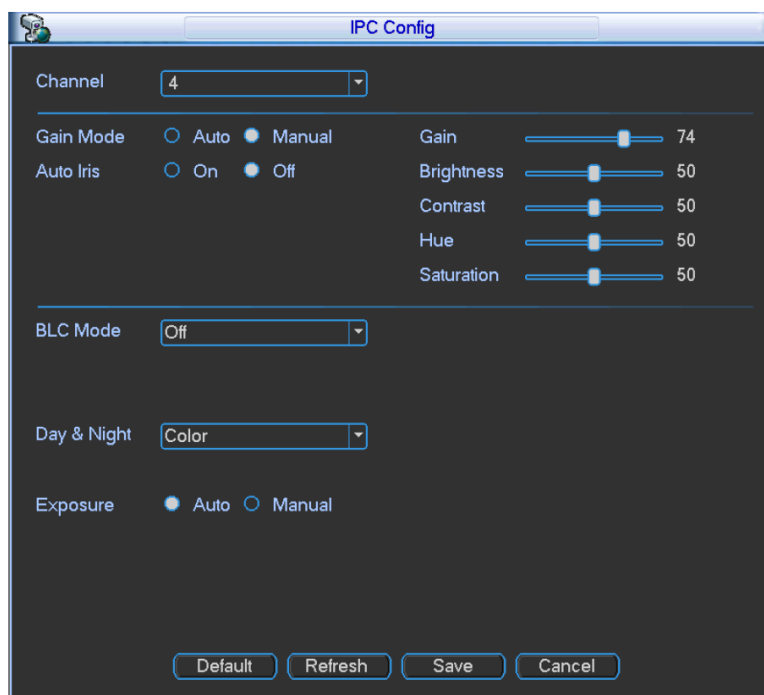 IPC Config
Channel 4
Gain Mode Auto Manual Gain 74
Auto Iris On Off Brightness 50
Contrast 50
Hue 50
Saturation 50
BLC Mode Off
Day & Night Color
Exposure Auto Manual
Default Refresh Save Cancel